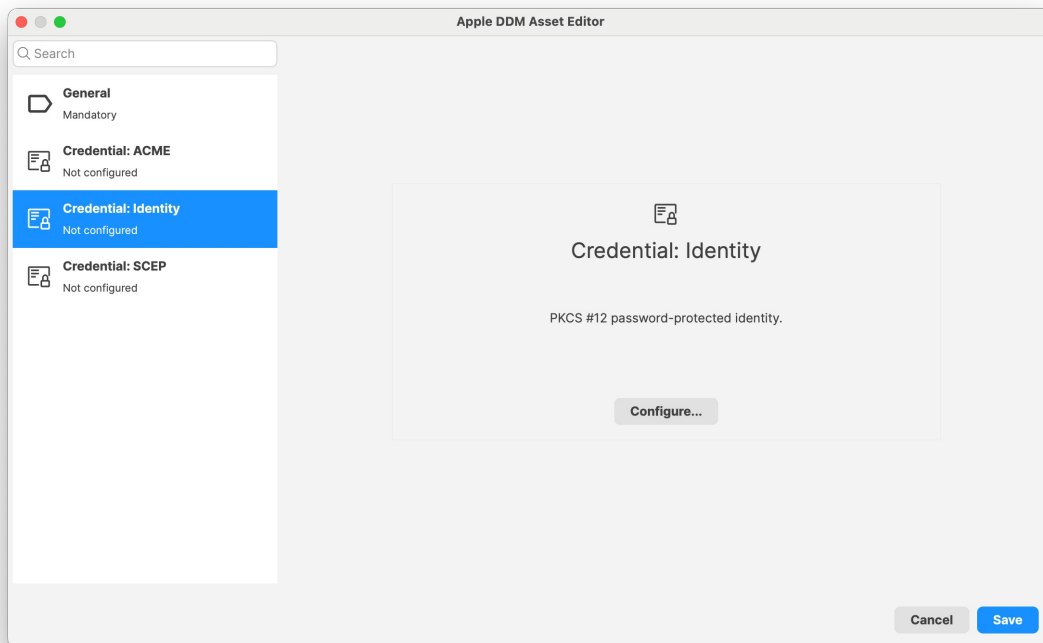 Apple DDM Asset Editor
Search
General
Mandatory
Credential: ACME
Not configured
Credential: Identity
Not configured
Credential: SCEP
Not configured
Credential: Identity
PKCS #12 password-protected identity.
Configure...
Cancel
Save